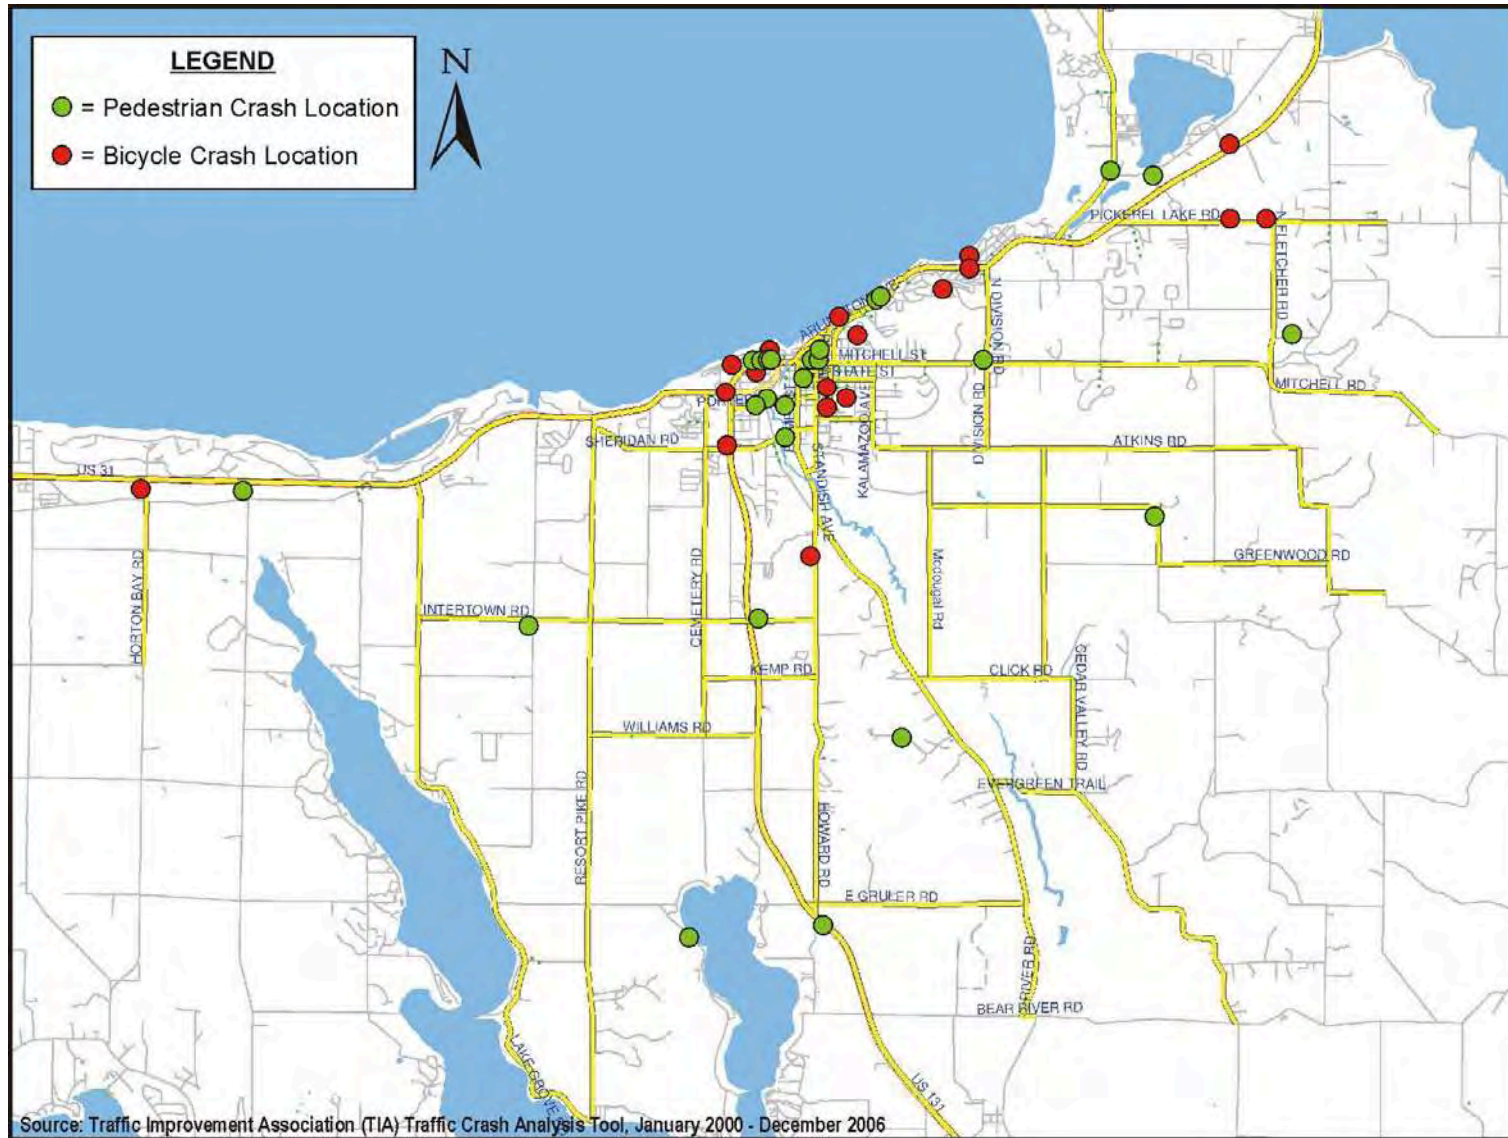 LEGEND
= Pedestrian Crash Location
= Bicycle Crash Location
N
PICKEREL LAKE RD
N FLETCHER RD
N DIVISION RD
MITCHELL ST
MITCHELL RD
DIVISION RD
KALAMAZOO AVE
ATKINS RD
SHERIDAN RD
US 31
STANDISH AVE
GREENWOOD RD
HORTON BAY RD
INTERTOWN RD
CEMETERY RD
Mcdougal Rd
KEMP RD
CLICK RD
CEDAR VALLEY RD
WILLIAMS RD
EVERGREEN TRAIL
RESORT PIKE RD
HOWARD RD
E GRULER RD
RIVER RD
BEAR RIVER RD
LAKE GROVE
US 131
Source: Traffic Improvement Association (TIA) Traffic Crash Analysis Tool, January 2000 - December 2006